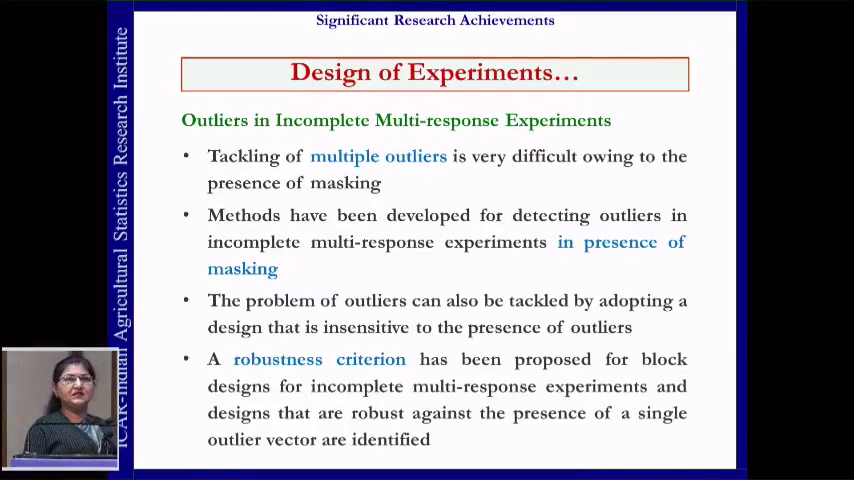 Significant Research Achievements
Design of Experiments…
Outliers in Incomplete Multi-response Experiments
• Tackling of multiple outliers is very difficult owing to the
presence of masking
• Methods have been developed for detecting outliers in
incomplete multi-response experiments in presence of
masking
• The problem of outliers can also be tackled by adopting a
design that is insensitive to the presence of outliers
• A robustness criterion has been proposed for block
designs for incomplete multi-response experiments and
designs that are robust against the presence of a single
outlier vector are identified
ICAR-Indian Agricultural Statistics Research Institute